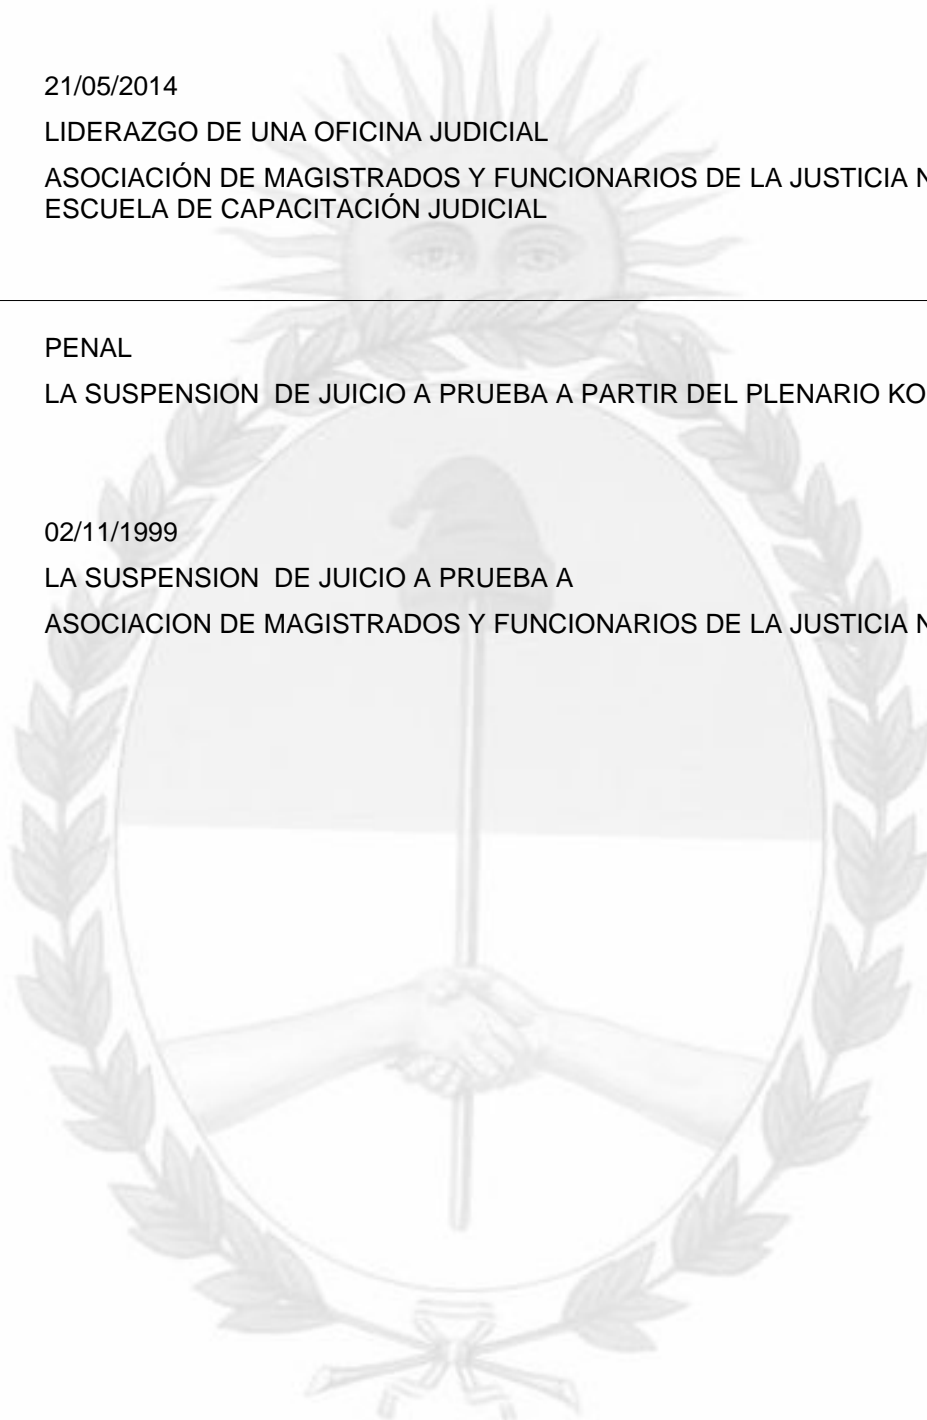 21/05/2014
LIDERAZGO DE UNA OFICINA JUDICIAL
ASOCIACIÓN DE MAGISTRADOS Y FUNCIONARIOS DE LA JUSTICIA N
ESCUELA DE CAPACITACIÓN JUDICIAL
PENAL
LA SUSPENSION  DE JUICIO A PRUEBA A PARTIR DEL PLENARIO KO
02/11/1999
LA SUSPENSION  DE JUICIO A PRUEBA A
ASOCIACION DE MAGISTRADOS Y FUNCIONARIOS DE LA JUSTICIA N